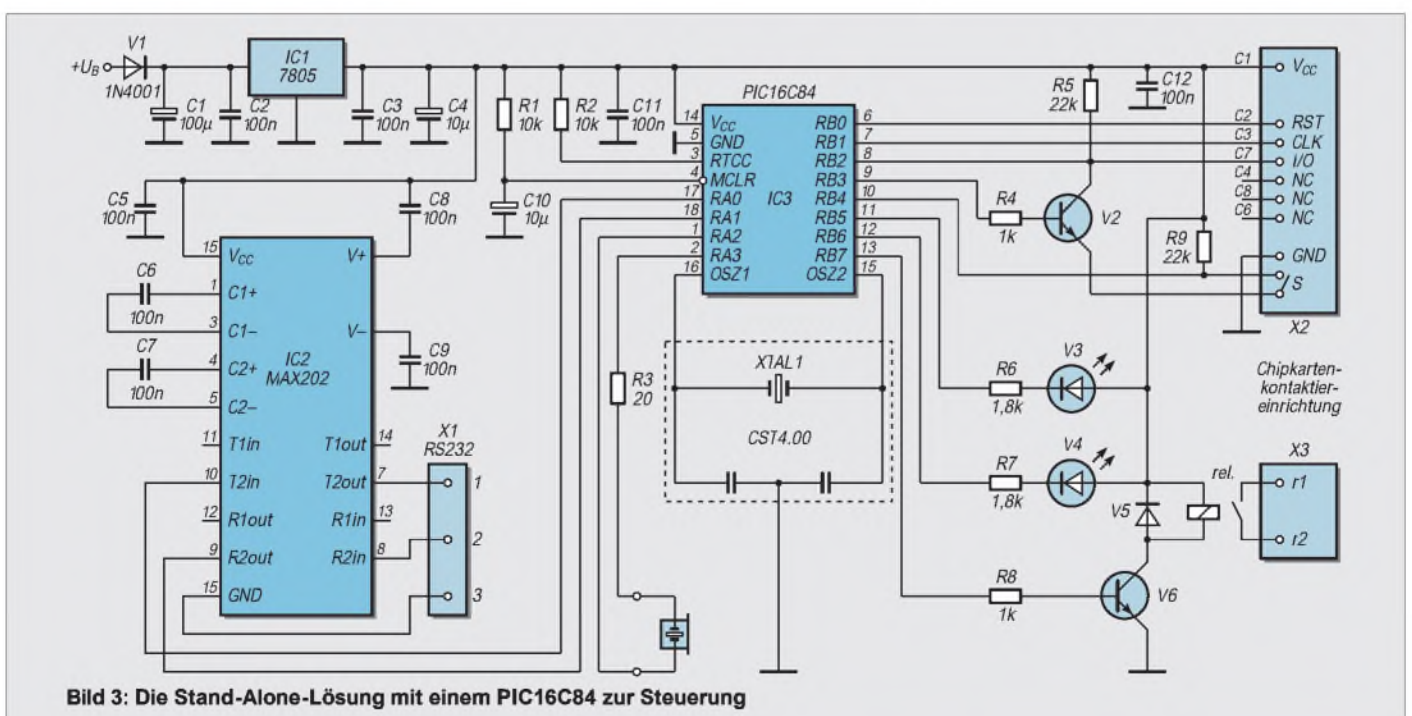 +UB
V1
1N4001
C1
100µ
C2
100n
IC1
7805
C3
100n
C4
10µ
R1
10k
R2
10k
C11
100n
C10
10µ
C5
100n
C8
100n
15
VCC
V+
C6
100n
1
C1+
3
C1–
C7
100n
4
C2+
5
C2–
V–
C9
100n
IC2
MAX202
11
T1in
T1out
14
10
T2in
T2out
7
12
R1out
R1in
13
9
R2out
R2in
8
15
GND
X1
RS232
1
2
3
PIC16C84
IC3
14
VCC
5
GND
3
RTCC
4
MCLR
17
RA0
18
RA1
1
RA2
2
RA3
16
OSZ1
RB0
6
RB1
7
RB2
8
RB3
9
RB4
10
RB5
11
RB6
12
RB7
13
OSZ2
15
R3
20
XTAL1
CST4.00
R4
1k
V2
R5
22k
C12
100n
R9
22k
C1
VCC
C2
RST
C3
CLK
C7
I/O
C4
NC
C8
NC
C6
NC
GND
S
X2
Chipkarten-
kontaktier-
einrichtung
R6
1,8k
V3
R7
1,8k
V4
V5
rel.
X3
r1
r2
R8
1k
V6
Bild 3: Die Stand-Alone-Lösung mit einem PIC16C84 zur Steuerung